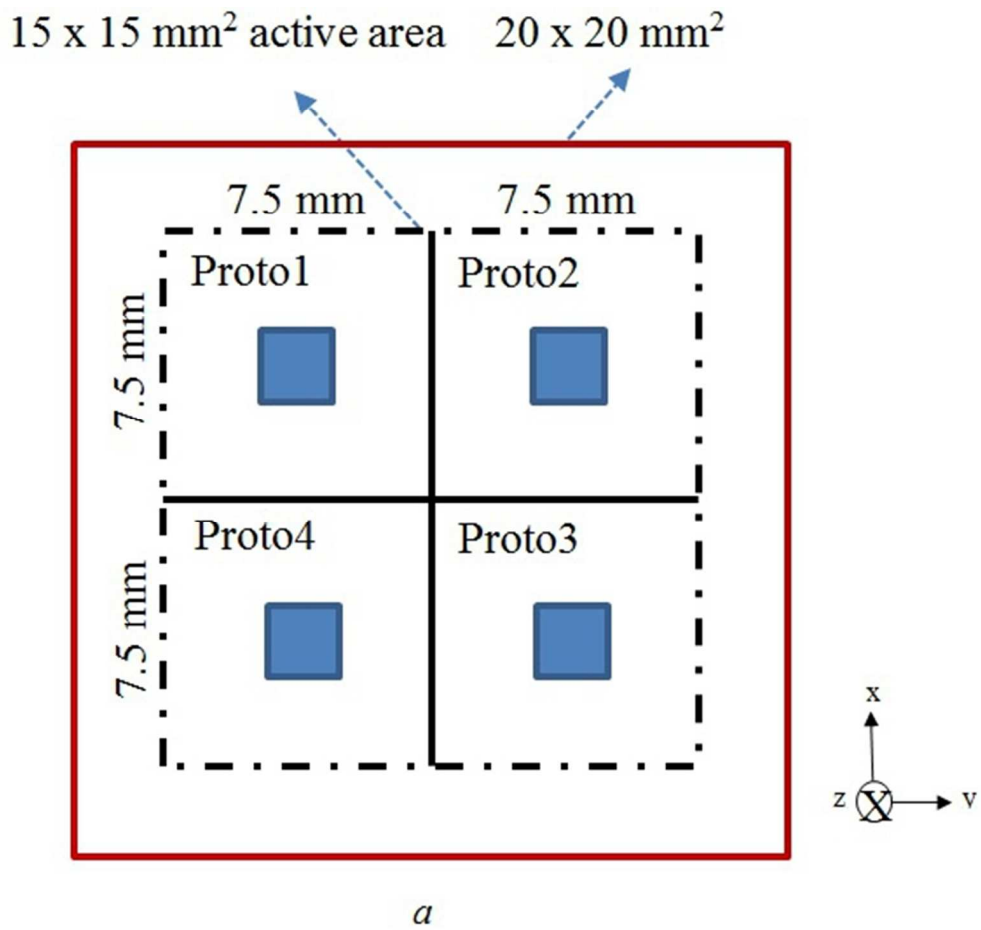 15 x 15 mm² active area 20 x 20 mm²
7.5 mm 7.5 mm
Proto1 Proto2
7.5 mm
Proto4 Proto3
7.5 mm
x
z X v
a